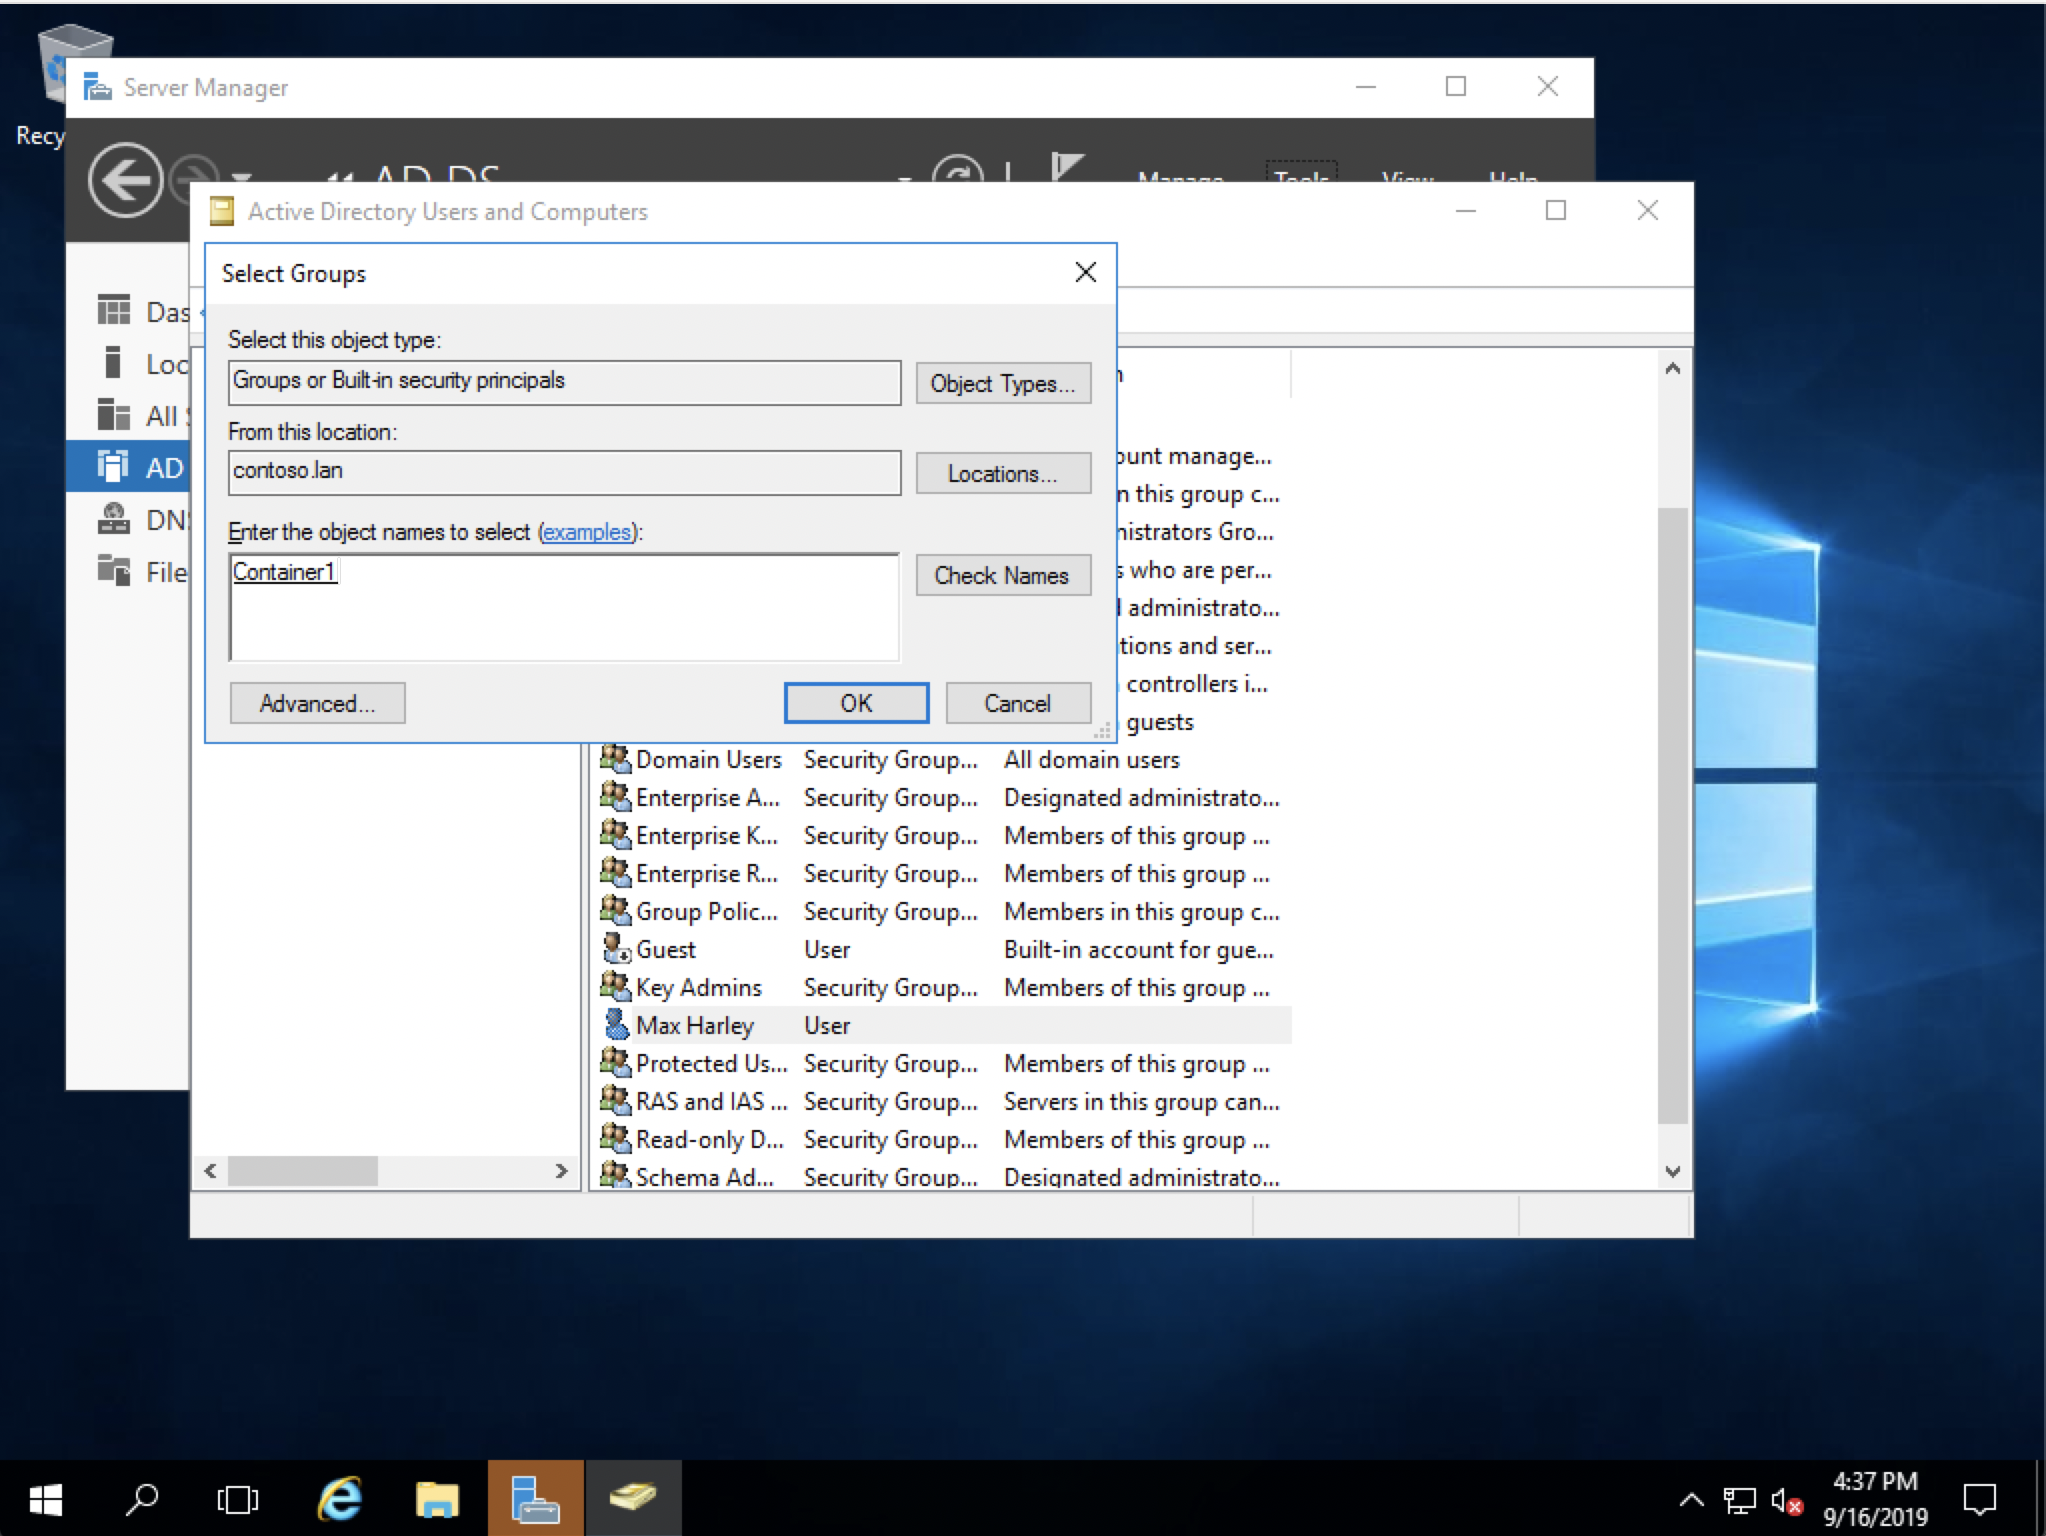 Recy
Server Manager
AD DS
Manage
Tools
View
Help
Active Directory Users and Computers
Select Groups
Das
Loc
All S
AD
DNS
File
Select this object type:
Groups or Built-in security principals
Object Types...
From this location:
contoso.lan
Locations...
Enter the object names to select (examples):
Container1
Check Names
Advanced...
OK
Cancel
ount manage...
n this group c...
nistrators Gro...
s who are per...
administrato...
tions and ser...
controllers i...
guests
Domain Users Security Group... All domain users
Enterprise A... Security Group... Designated administrato...
Enterprise K... Security Group... Members of this group ...
Enterprise R... Security Group... Members of this group ...
Group Polic... Security Group... Members in this group c...
Guest User Built-in account for gue...
Key Admins Security Group... Members of this group ...
Max Harley User
Protected Us... Security Group... Members of this group ...
RAS and IAS ... Security Group... Servers in this group can...
Read-only D... Security Group... Members of this group ...
Schema Ad... Security Group... Designated administrato...
4:37 PM
9/16/2019